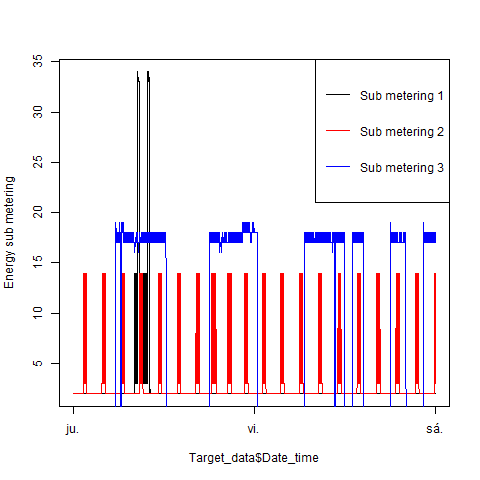 35
30
25
20
15
10
5
Energy sub metering
Sub metering 1
Sub metering 2
Sub metering 3
ju.
vi.
sá.
Target_data$Date_time